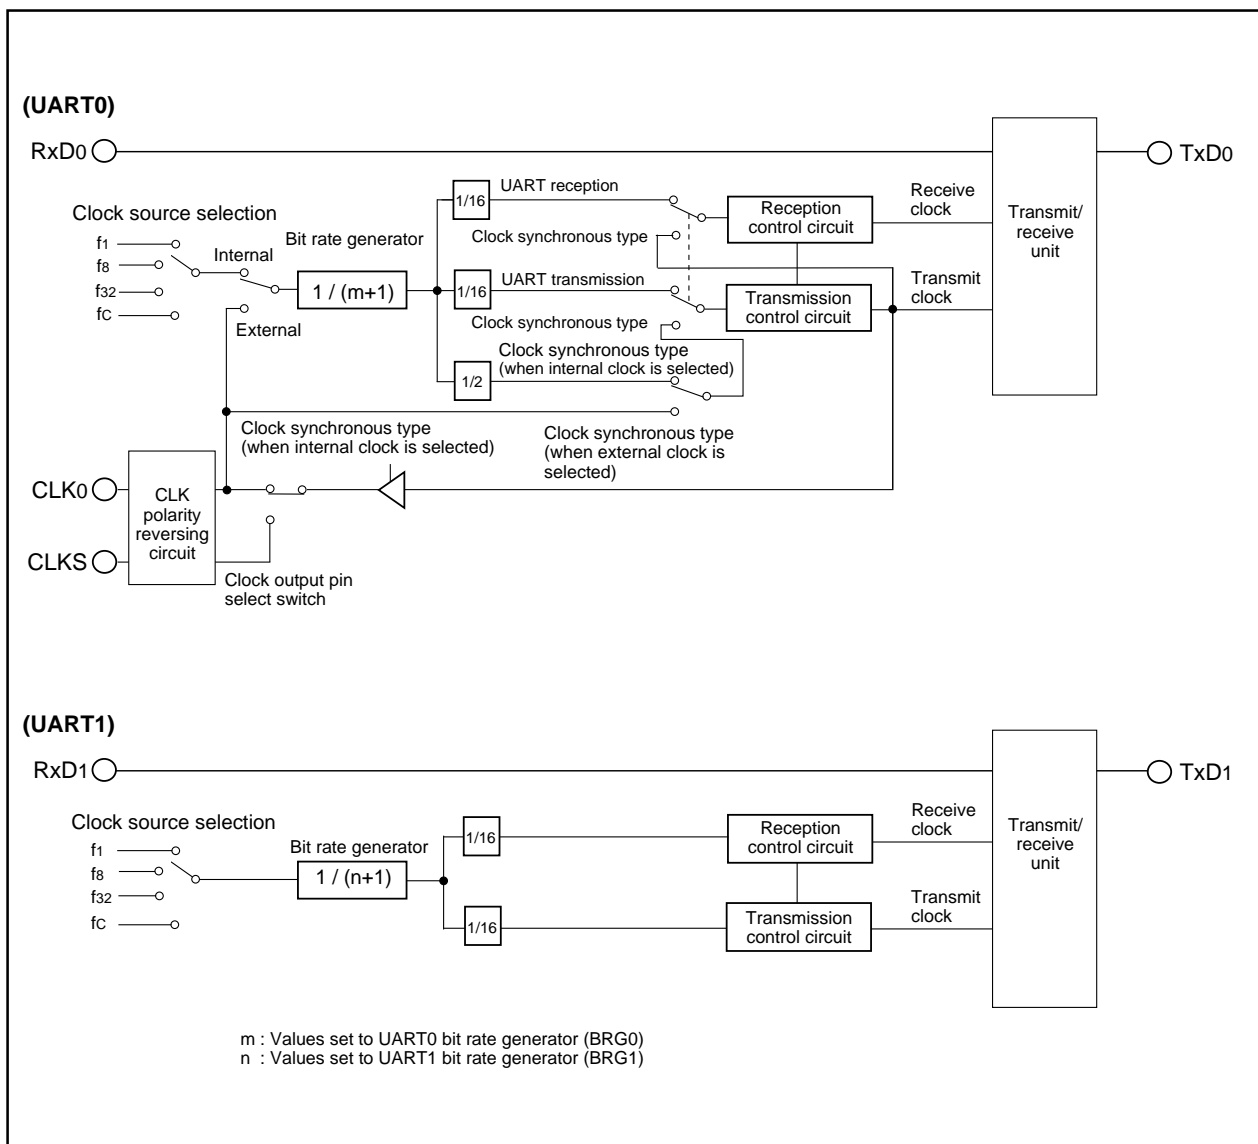 (UART0)
RxD0
TxD0
Clock source selection
f1
f8
f32
fC
Internal
External
Bit rate generator
1 / (m+1)
1/16
UART reception
Clock synchronous type
1/16
UART transmission
Clock synchronous type
Clock synchronous type
(when internal clock is selected)
1/2
Reception
control circuit
Transmission
control circuit
Receive
clock
Transmit
clock
Transmit/
receive
unit
Clock synchronous type
(when internal clock is selected)
Clock synchronous type
(when external clock is
selected)
CLK0
CLKS
CLK
polarity
reversing
circuit
Clock output pin
select switch
(UART1)
RxD1
TxD1
Clock source selection
f1
f8
f32
fC
Bit rate generator
1 / (n+1)
1/16
1/16
Reception
control circuit
Transmission
control circuit
Receive
clock
Transmit
clock
Transmit/
receive
unit
m : Values set to UART0 bit rate generator (BRG0)
n : Values set to UART1 bit rate generator (BRG1)